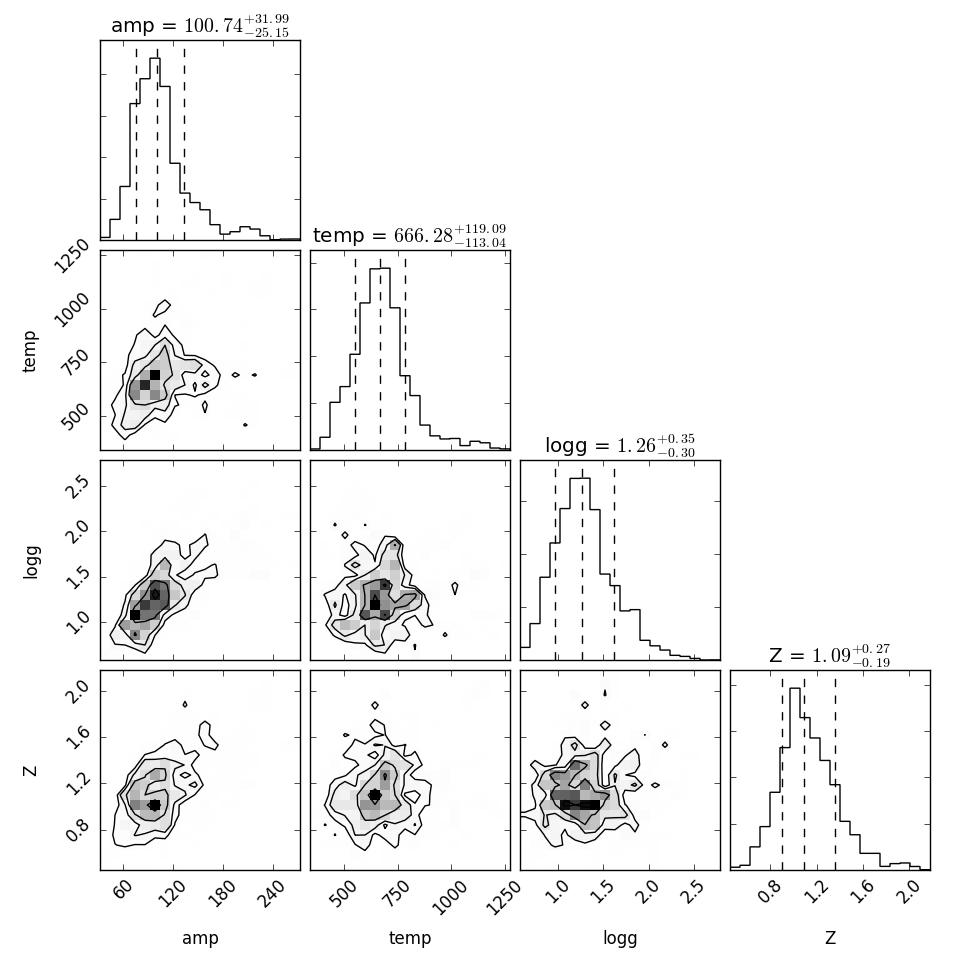 amp = 100.74 +31.99 −25.15
temp = 666.28 +119.09 −113.04
1250
1000
750
500
temp
logg = 1.26 +0.35 −0.30
2.5
2.0
1.5
1.0
logg
Z = 1.09 +0.27 −0.19
2.0
1.6
1.2
0.8
Z
60 120 180 240
500 750 1000 1250
1.0 1.5 2.0 2.5
0.8 1.2 1.6 2.0
amp temp logg Z